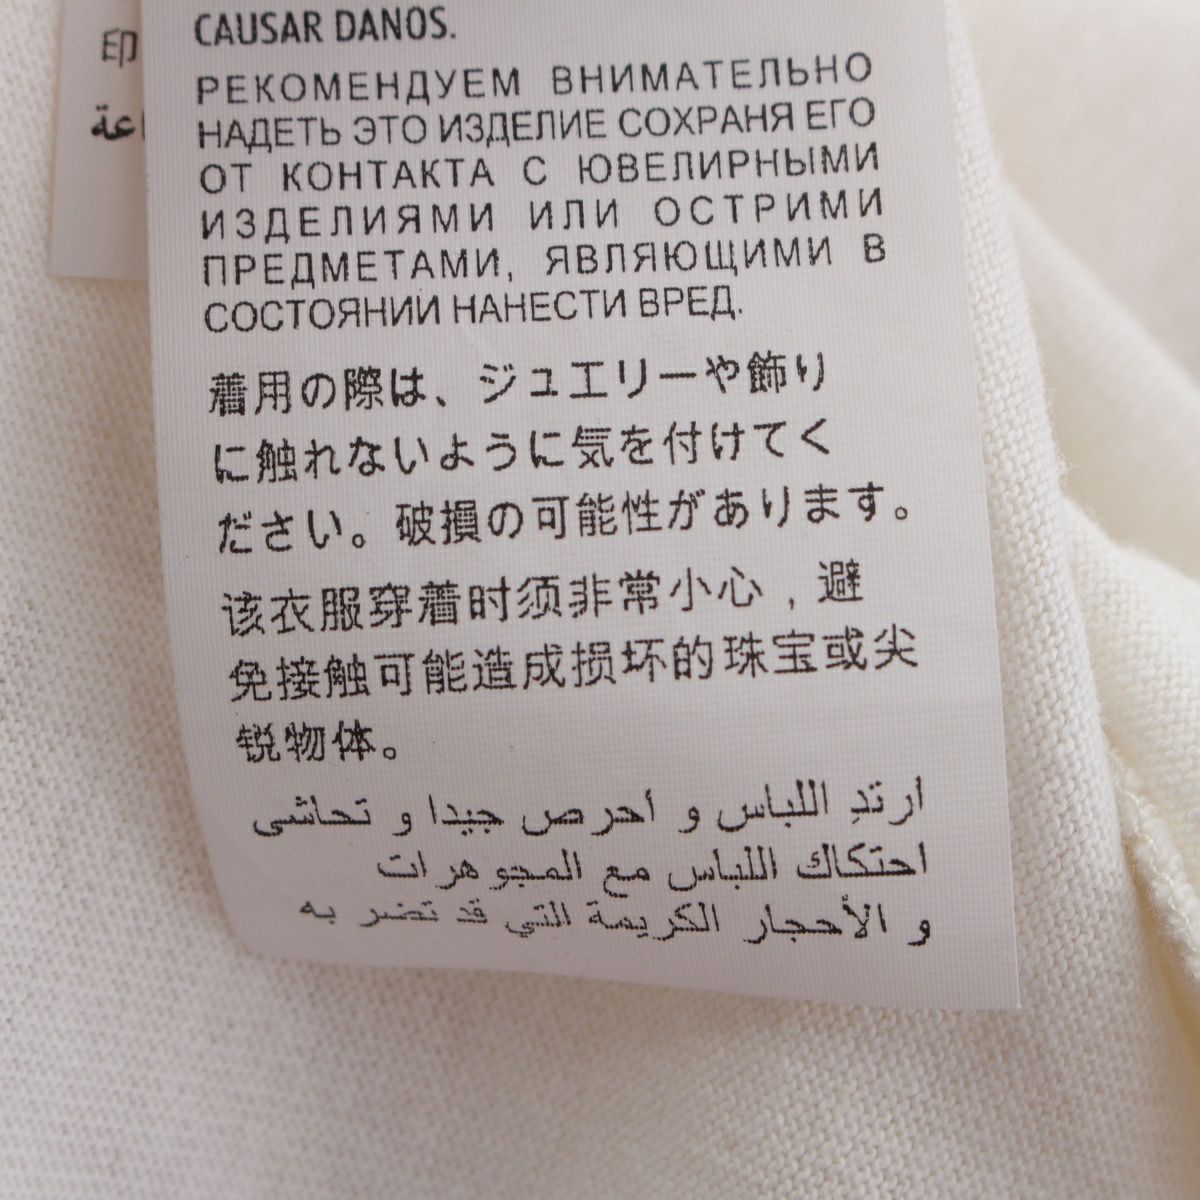 CAUSAR DANOS.
РЕКОМЕНДУЕМ ВНИМАТЕЛЬНО
НАДЕТЬ ЭТО ИЗДЕЛИЕ СОХРАНЯ ЕГО
ОТ КОНТАКТА С ЮВЕЛИРНЫМИ
ИЗДЕЛИЯМИ ИЛИ ОСТРИМИ
ПРЕДМЕТАМИ, ЯВЛЯЮЩИМИ В
СОСТОЯНИИ НАНЕСТИ ВРЕД.
着用の際は、ジュエリーや飾り
に触れないように気を付けてく
ださい。破損の可能性があります。
该衣服穿着时须非常小心，避
免接触可能造成损坏的珠宝或尖
锐物体。
ارتدِ اللباس و أحرص جيدا و تحاشى
احتكاك اللباس مع المجوهرات
و الأحجار الكريمة التي قد تضر به
印